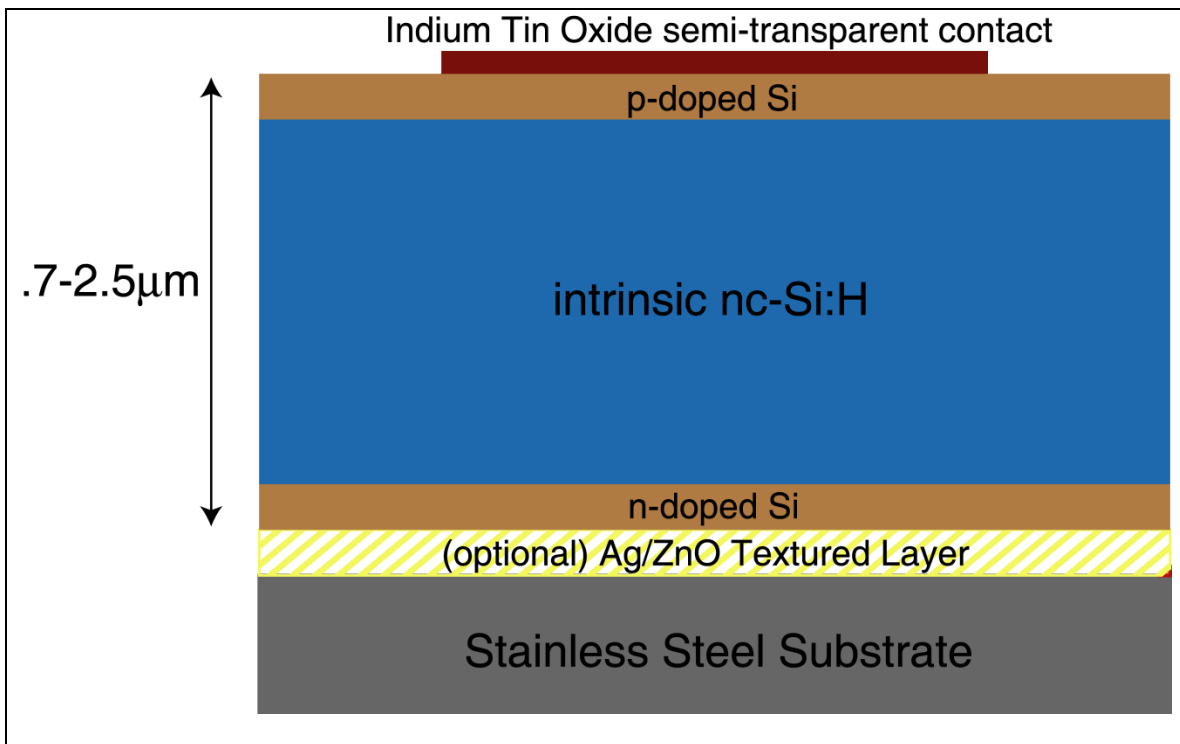 Indium Tin Oxide semi-transparent contact
p-doped Si
.7-2.5μm
intrinsic nc-Si:H
n-doped Si
(optional) Ag/ZnO Textured Layer
Stainless Steel Substrate